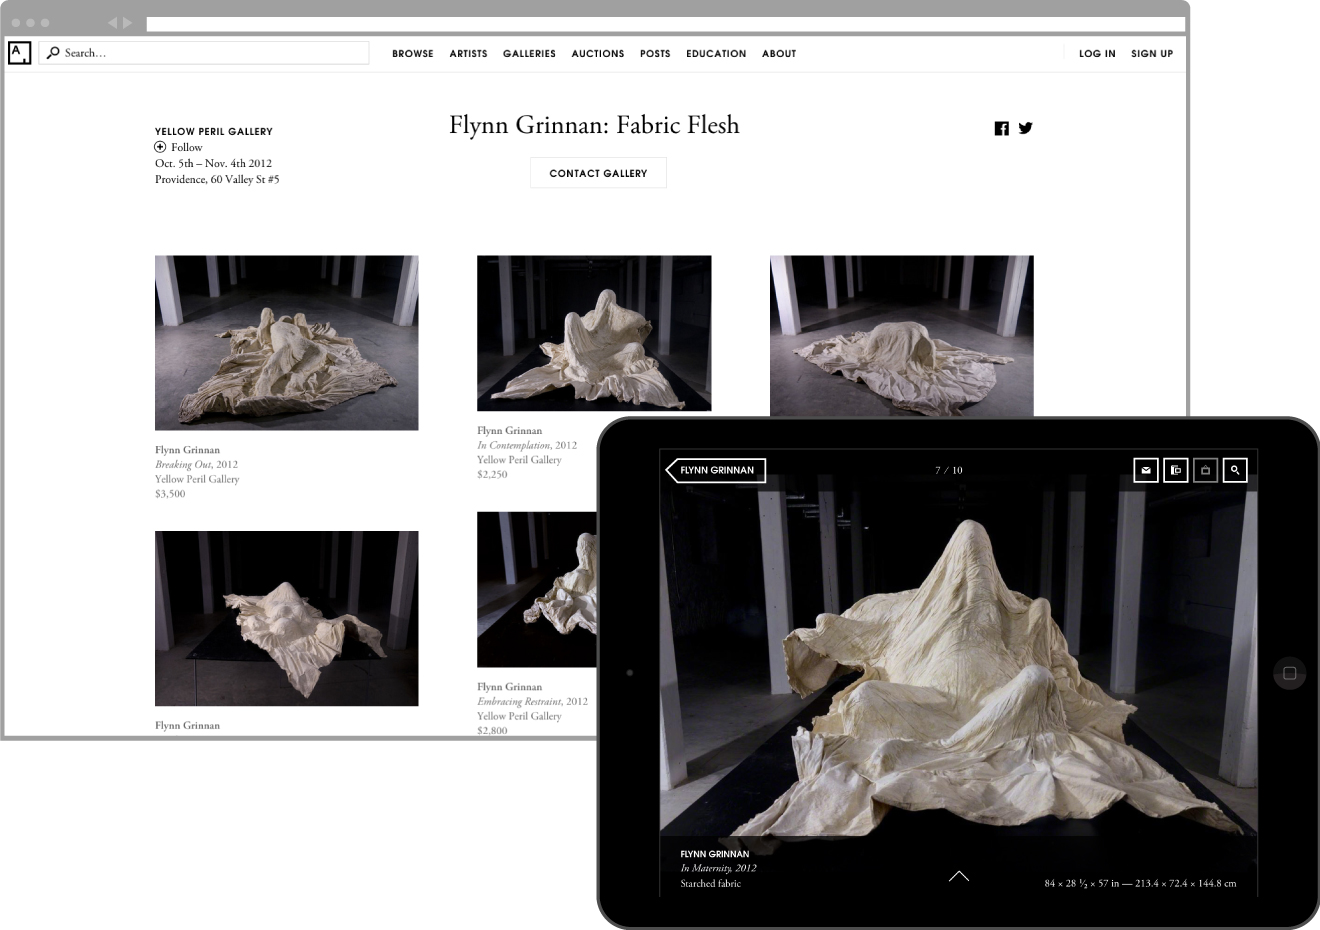 A.
Search...
BROWSE ARTISTS GALLERIES AUCTIONS POSTS EDUCATION ABOUT
LOG IN SIGN UP
YELLOW PERIL GALLERY
Follow
Oct. 5th – Nov. 4th 2012
Providence, 60 Valley St #5
Flynn Grinnan: Fabric Flesh
CONTACT GALLERY
Flynn Grinnan
Breaking Out, 2012
Yellow Peril Gallery
$3,500
Flynn Grinnan
In Contemplation, 2012
Yellow Peril Gallery
$2,250
Flynn Grinnan
Flynn Grinnan
Embracing Restraint, 2012
Yellow Peril Gallery
$2,800
FLYNN GRINNAN
7 / 10
FLYNN GRINNAN
In Maternity, 2012
Starched fabric
84 × 28 ½ × 57 in — 213.4 × 72.4 × 144.8 cm